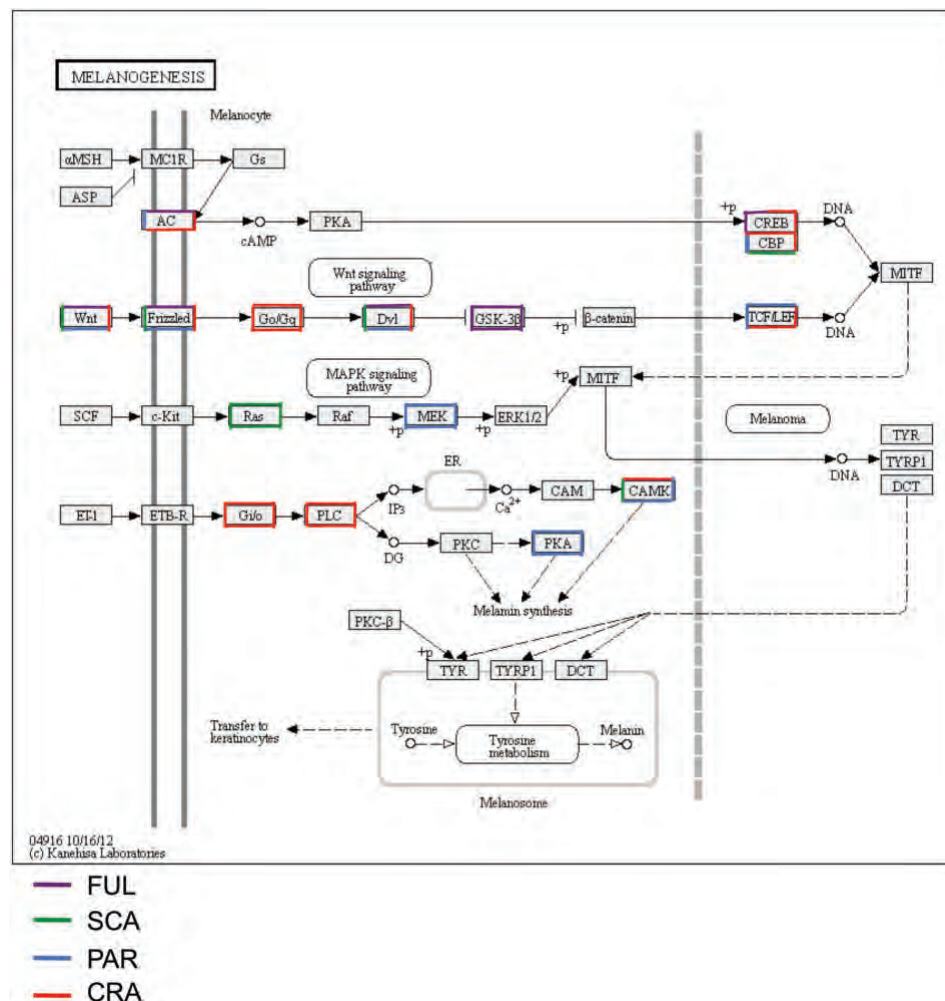 MELANOGENESIS
Melanocyte
αMSH
MC1R
Gs
ASP
AC
cAMP
PKA
+p
CREB
CBP
DNA
MITF
Wnt signaling
pathway
Wnt
Frizzled
Go/Gq
Dvl
GSK-3β
+p
β-catenin
TCF/LEF
DNA
MAPK signaling
pathway
+p
MITF
SCF
c-Kit
Ras
Raf
+p
MEK
+p
ERK1/2
Melanoma
TYR
TYRP1
DCT
DNA
ER
IP3
Ca2+
CAM
CAMK
ET-1
ETB-R
Gi/o
PLC
DG
PKC
PKA
Melamin synthesis
PKC-β
+p
TYR
TYRP1
DCT
Transfer to
keratinocytes
Tyrosine
Tyrosine
metabolism
Melanin
Melanosome
04916 10/16/12
(c) Kanehisa Laboratories
FUL
SCA
PAR
CRA